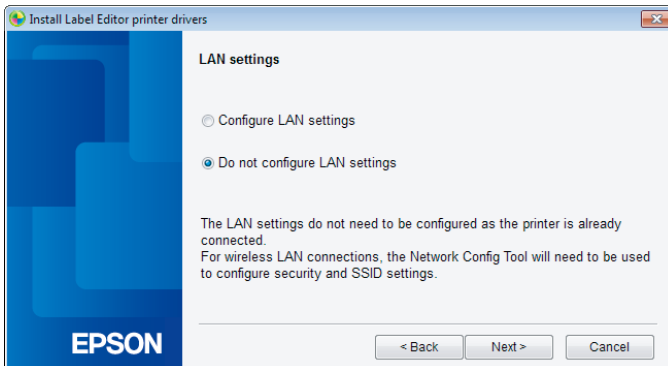 Install Label Editor printer drivers
LAN settings
Configure LAN settings
Do not configure LAN settings
The LAN settings do not need to be configured as the printer is already
connected.
For wireless LAN connections, the Network Config Tool will need to be used
to configure security and SSID settings.
EPSON
< Back
Next >
Cancel